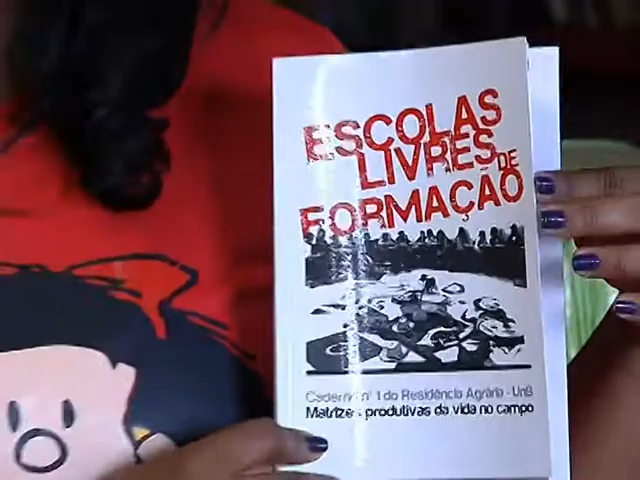 ESCOLAS
LIVRES DE
FORMAÇÃO
Caderno nº 1 do Residência Agrária - UnB
Matrizes produtivas da vida no campo